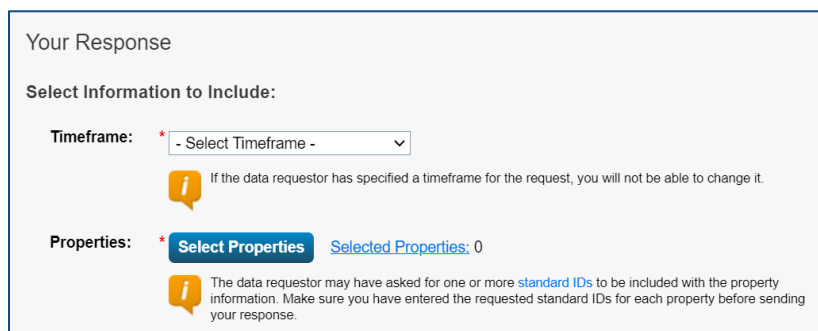 Your Response
Select Information to Include:
Timeframe: * - Select Timeframe -
If the data requestor has specified a timeframe for the request, you will not be able to change it.
Properties: * Select Properties Selected Properties: 0
The data requestor may have asked for one or more standard IDs to be included with the property
information. Make sure you have entered the requested standard IDs for each property before sending
your response.